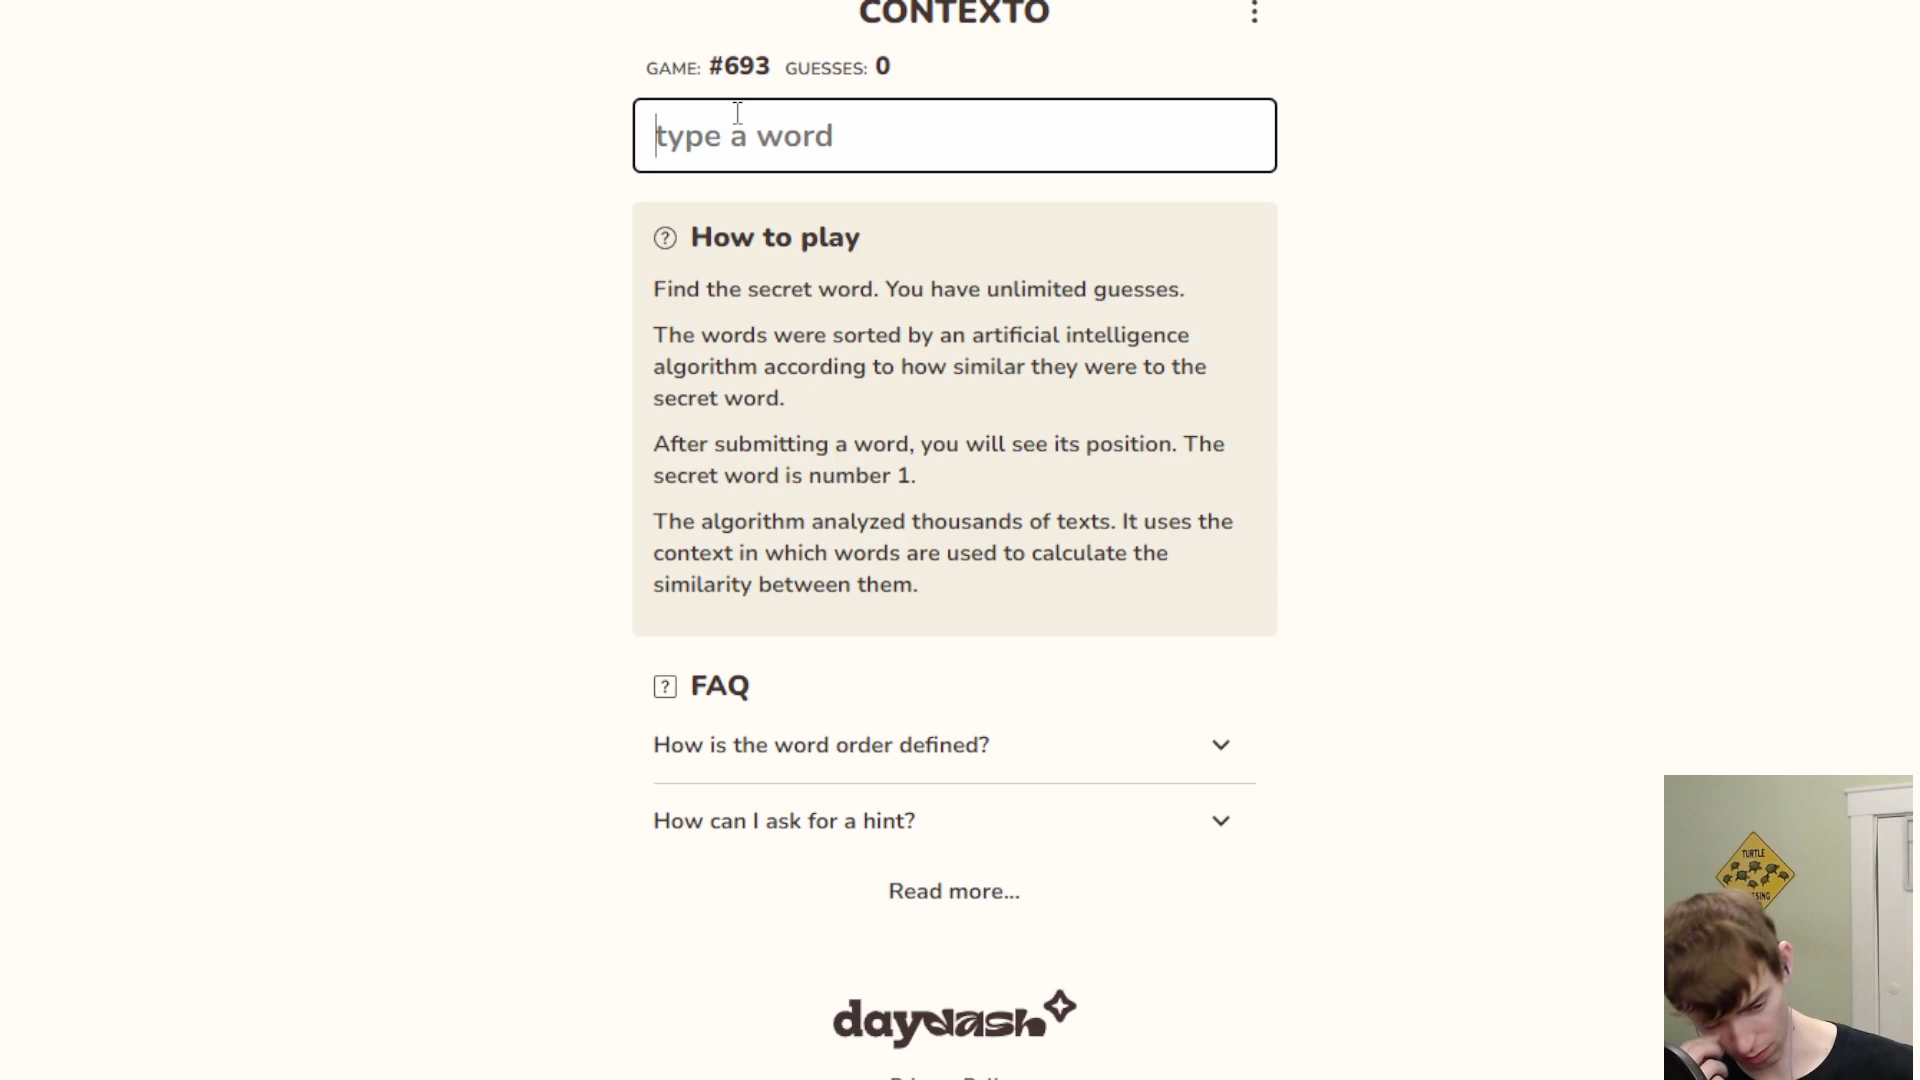 CONTEXTO
GAME: #693 GUESSES: 0
type a word
? How to play
Find the secret word. You have unlimited guesses.
The words were sorted by an artificial intelligence
algorithm according to how similar they were to the
secret word.
After submitting a word, you will see its position. The
secret word is number 1.
The algorithm analyzed thousands of texts. It uses the
context in which words are used to calculate the
similarity between them.
? FAQ
How is the word order defined?
How can I ask for a hint?
Read more...
TURTLE
daydash